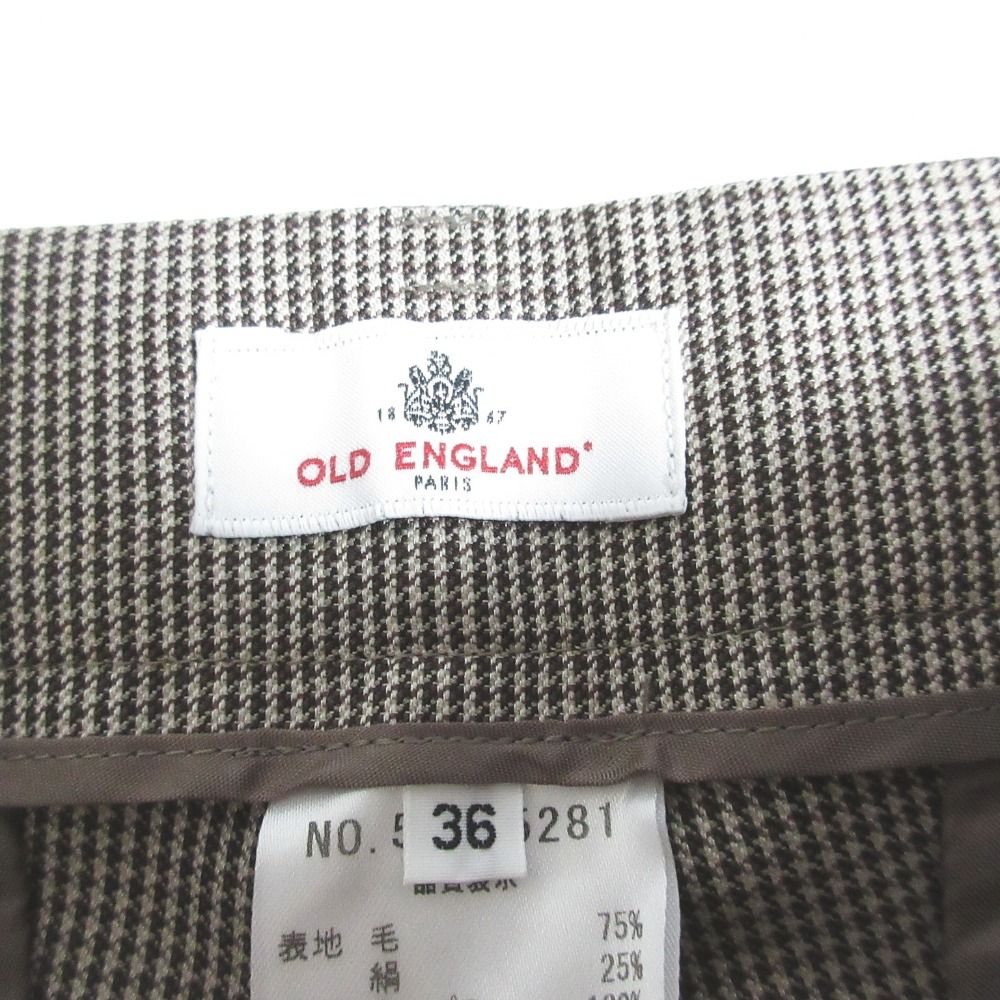 18 67
OLD ENGLAND
PARIS
36
NO. 5 5281
品質表示
表地 毛 75%
絹 25%
100%